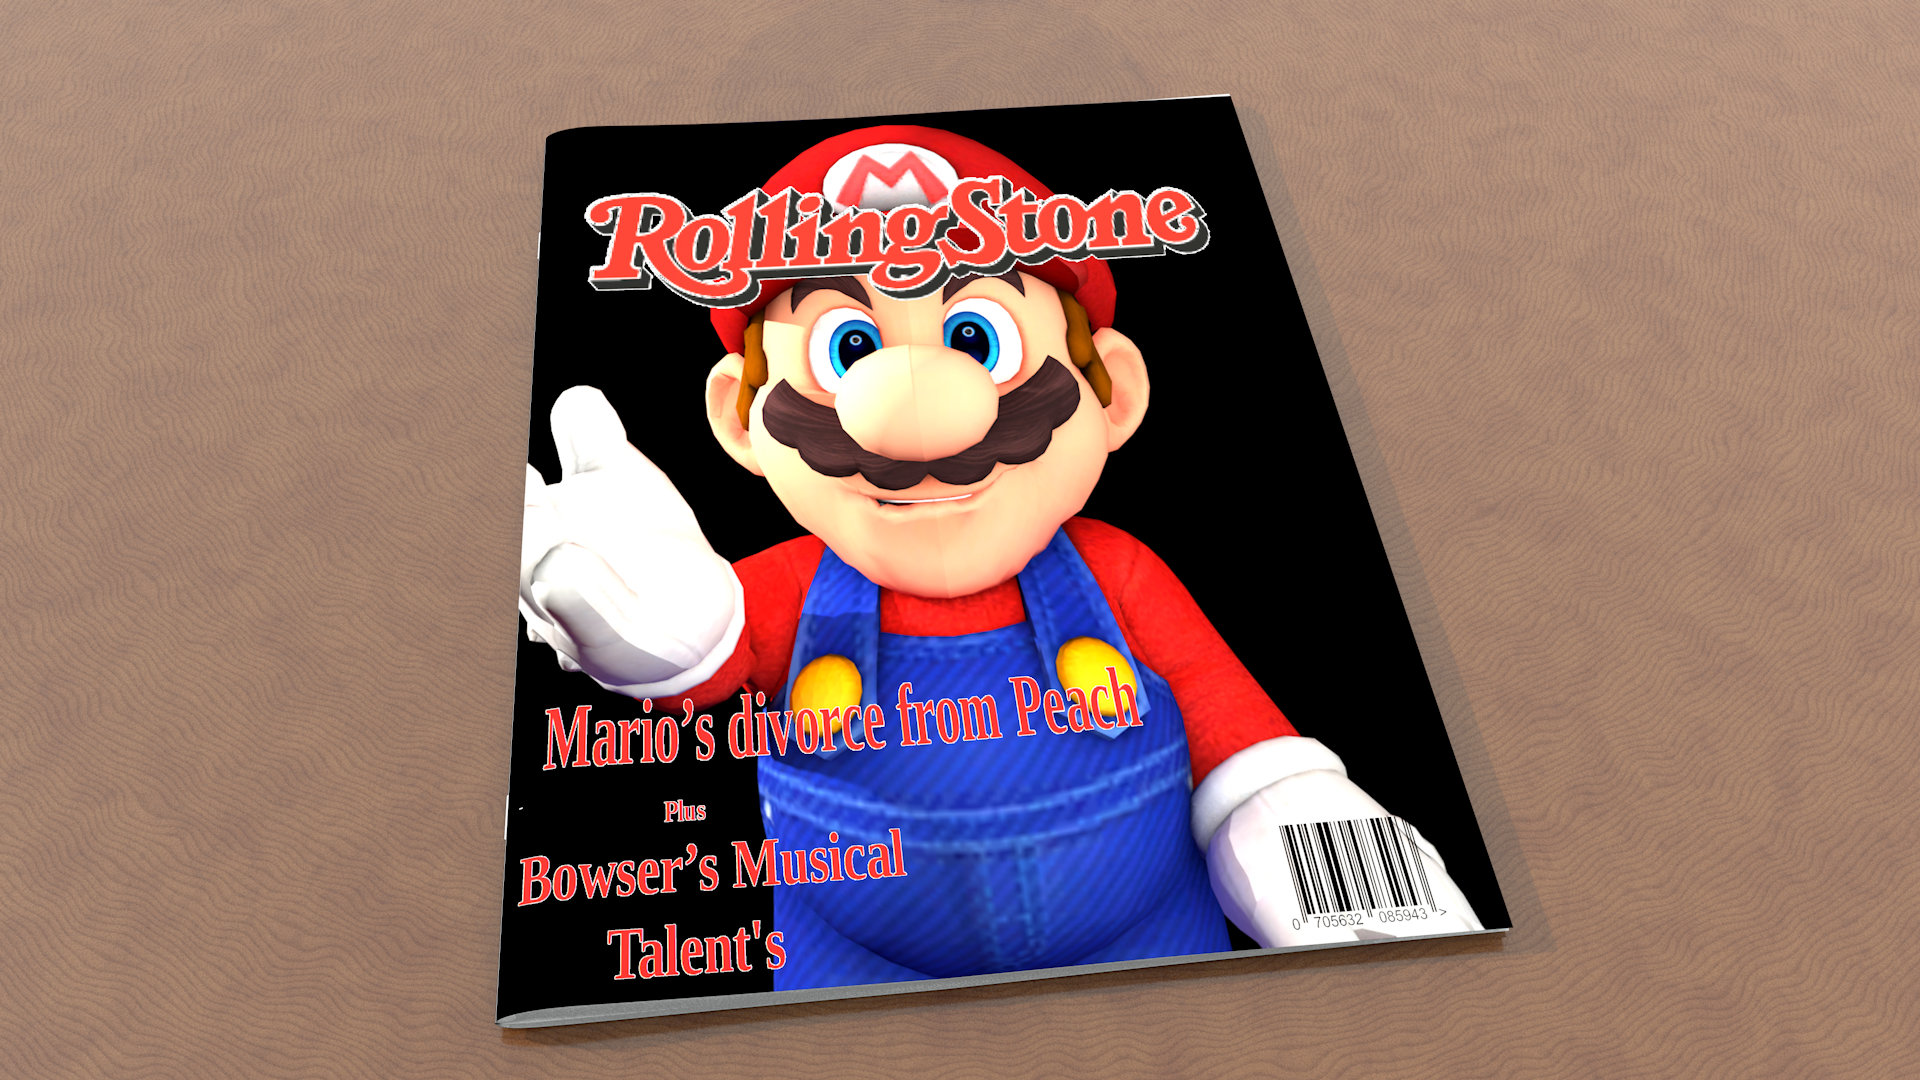 M
RollingStone
Mario’s divorce from Peach
Plus
Bowser’s Musical
Talent's
0 705632 085943 >